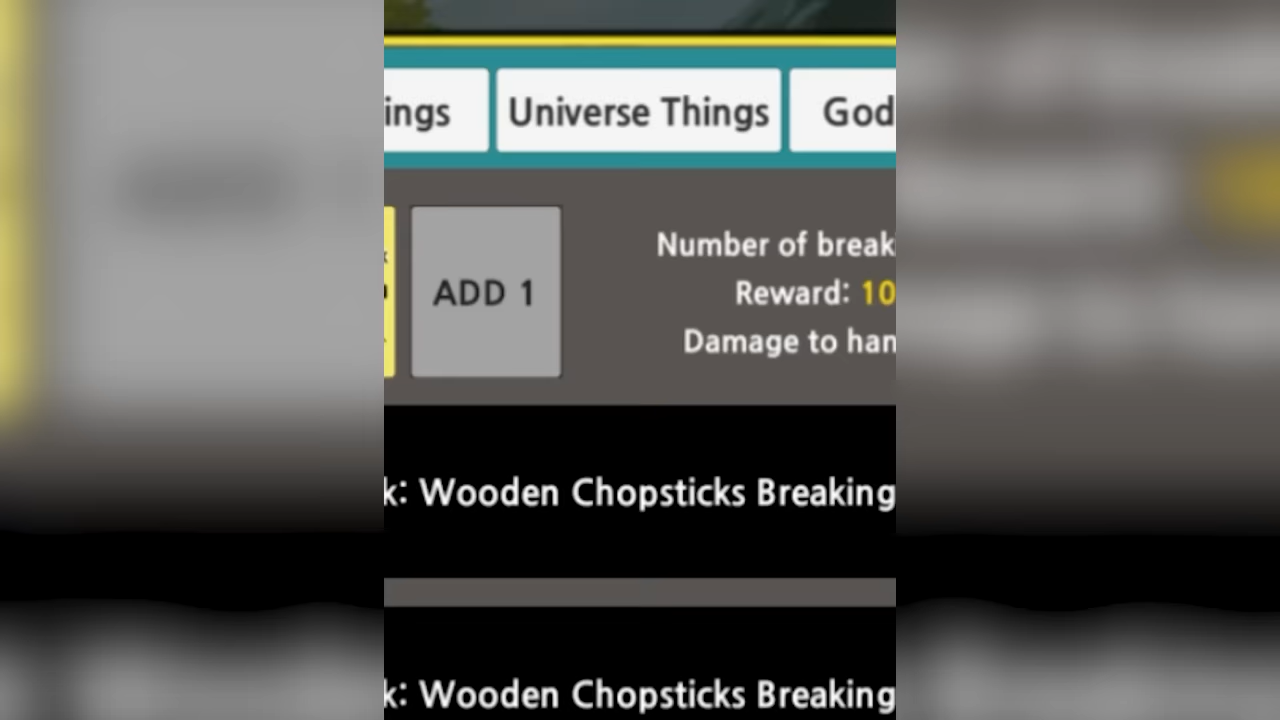 ings Universe Things God
ADD 1
Number of break
Reward: 10
Damage to han
k: Wooden Chopsticks Breaking
k: Wooden Chopsticks Breaking